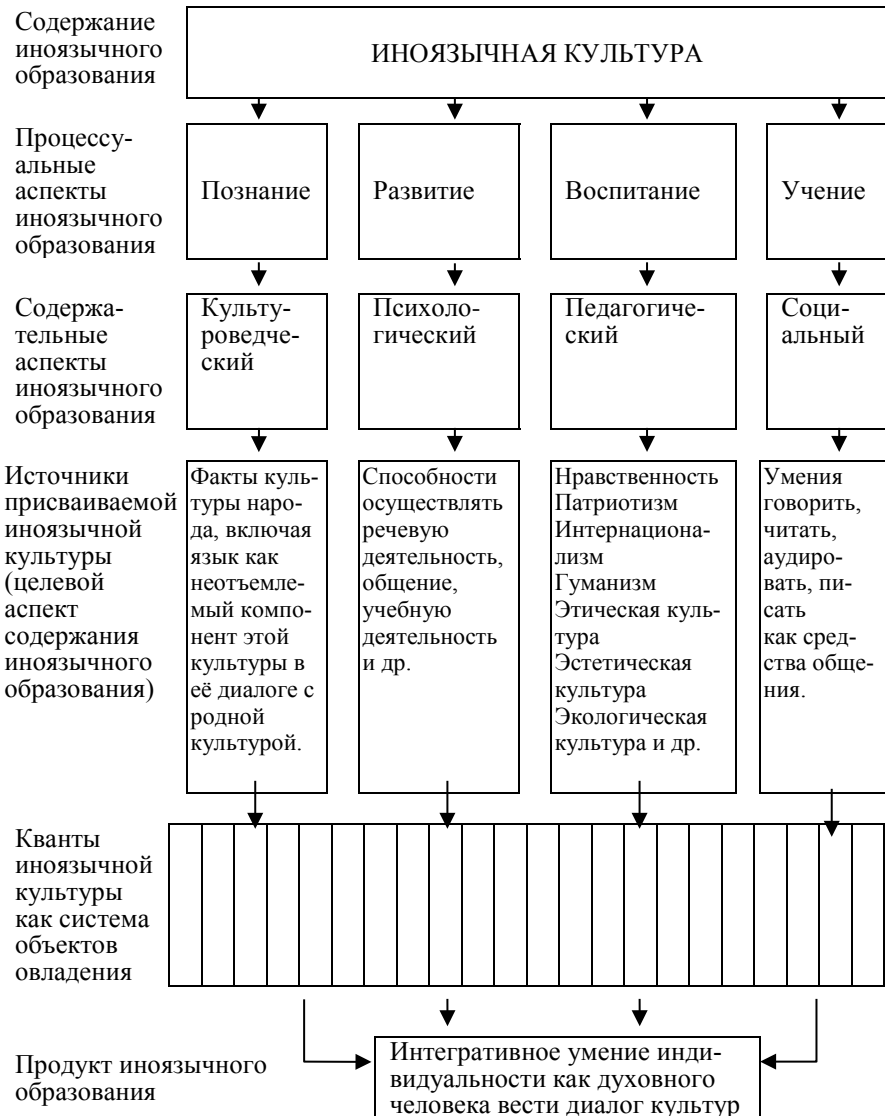 Содержание
иноязычного
образования
ИНОЯЗЫЧНАЯ КУЛЬТУРА
Процессу-
альные
аспекты
иноязычного
образования
Познание
Развитие
Воспитание
Учение
Содержа-
тельные
аспекты
иноязычного
образования
Культу-
роведче-
ский
Психоло-
гический
Педагогиче-
ский
Соци-
альный
Источники
присваиваемой
иноязычной
культуры
(целевой
аспект
содержания
иноязычного
образования)
Факты куль-
туры наро-
да, включая
язык как
неотъемле-
мый компо-
нент этой
культуры в
её диалоге с
родной
культурой.
Способности
осуществлять
речевую
деятельность,
общение,
учебную
деятельность
и др.
Нравственность
Патриотизм
Интернациона-
лизм
Гуманизм
Этическая куль-
тура
Эстетическая
культура
Экологическая
культура и др.
Умения
говорить,
читать,
аудиро-
вать, пи-
сать
как сред-
ства обще-
ния.
Кванты
иноязычной
культуры
как система
объектов
овладения
Продукт иноязычного
образования
Интегративное умение инди-
видуальности как духовного
человека вести диалог культур